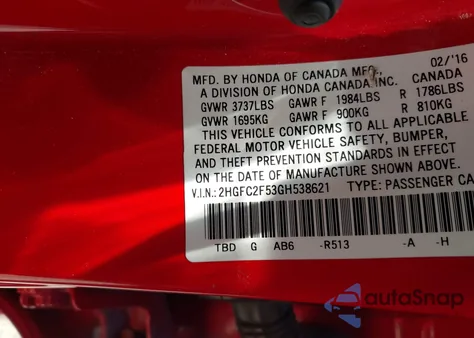 02/'16
MFD. BY HONDA OF CANADA MFG., CANADA
A DIVISION OF HONDA CANADA INC.
GVWR 3737LBS GAWR F 1984LBS R 1786LBS
GVWR 1695KG GAWR F 900KG R 810KG
THIS VEHICLE CONFORMS TO ALL APPLICABLE
FEDERAL MOTOR VEHICLE SAFETY, BUMPER,
AND THEFT PREVENTION STANDARDS IN EFFECT
ON THE DATE OF MANUFACTURE SHOWN ABOVE.
V.I.N.: 2HGFC2F53GH538621 TYPE: PASSENGER CA
TBD G AB6 -R513 -A -H
autoSnap